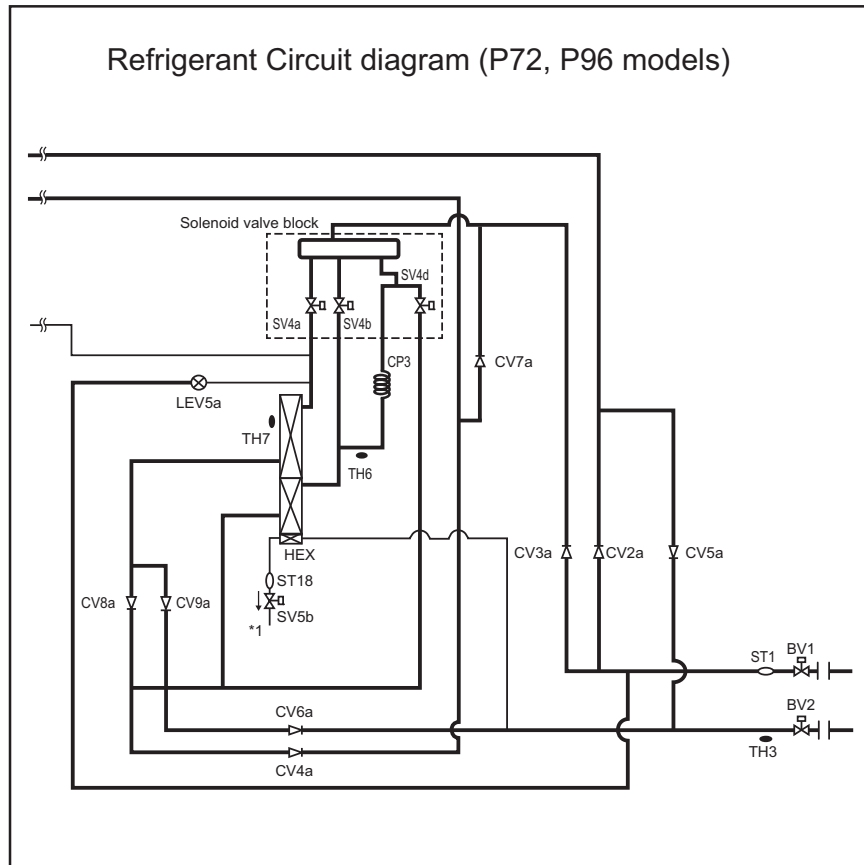 Refrigerant Circuit diagram (P72, P96 models)
Solenoid valve block
SV4d
SV4a
SV4b
CP3
CV7a
LEV5a
TH7
TH6
HEX
CV3a
CV2a
CV5a
ST18
CV8a
CV9a
SV5b
*1
BV1
ST1
CV6a
BV2
CV4a
TH3